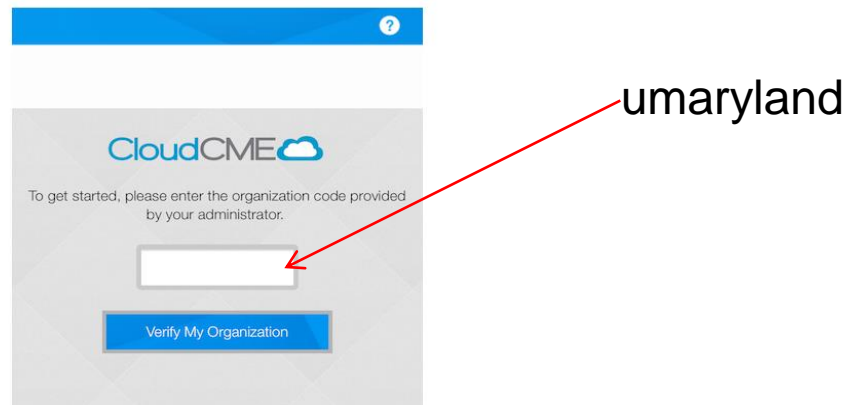 ?
umaryland
CloudCME
To get started, please enter the organization code provided
by your administrator.
Verify My Organization